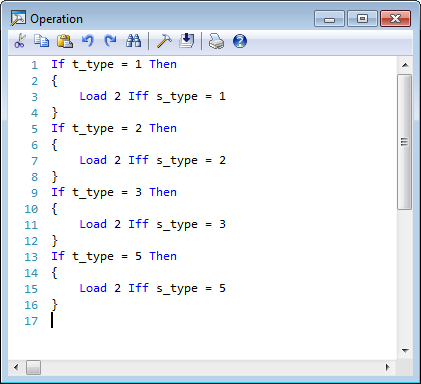 Operation
1 If t_type = 1 Then
2 {
3 Load 2 Iff s_type = 1
4 }
5 If t_type = 2 Then
6 {
7 Load 2 Iff s_type = 2
8 }
9 If t_type = 3 Then
10 {
11 Load 2 Iff s_type = 3
12 }
13 If t_type = 5 Then
14 {
15 Load 2 Iff s_type = 5
16 }
17